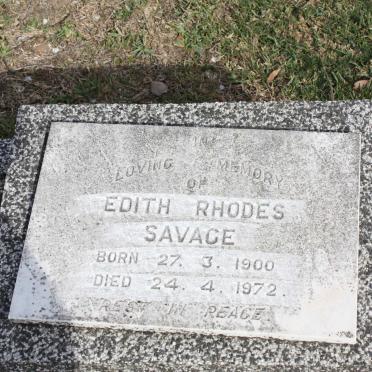 IN
LOVING MEMORY
OF
EDITH RHODES
SAVAGE
BORN 27. 3. 1900
DIED 24. 4. 1972.
REST IN PEACE